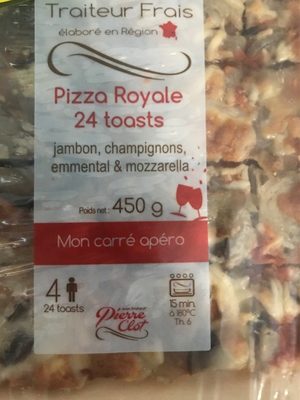 Traiteur Frais
élaboré en Région
Pizza Royale
24 toasts
jambon, champignons,
emmental & mozzarella
Poids net : 450 g
Mon carré apéro
4
24 toasts
Pierre
Clot
15 min
à 180°C
Th. 6